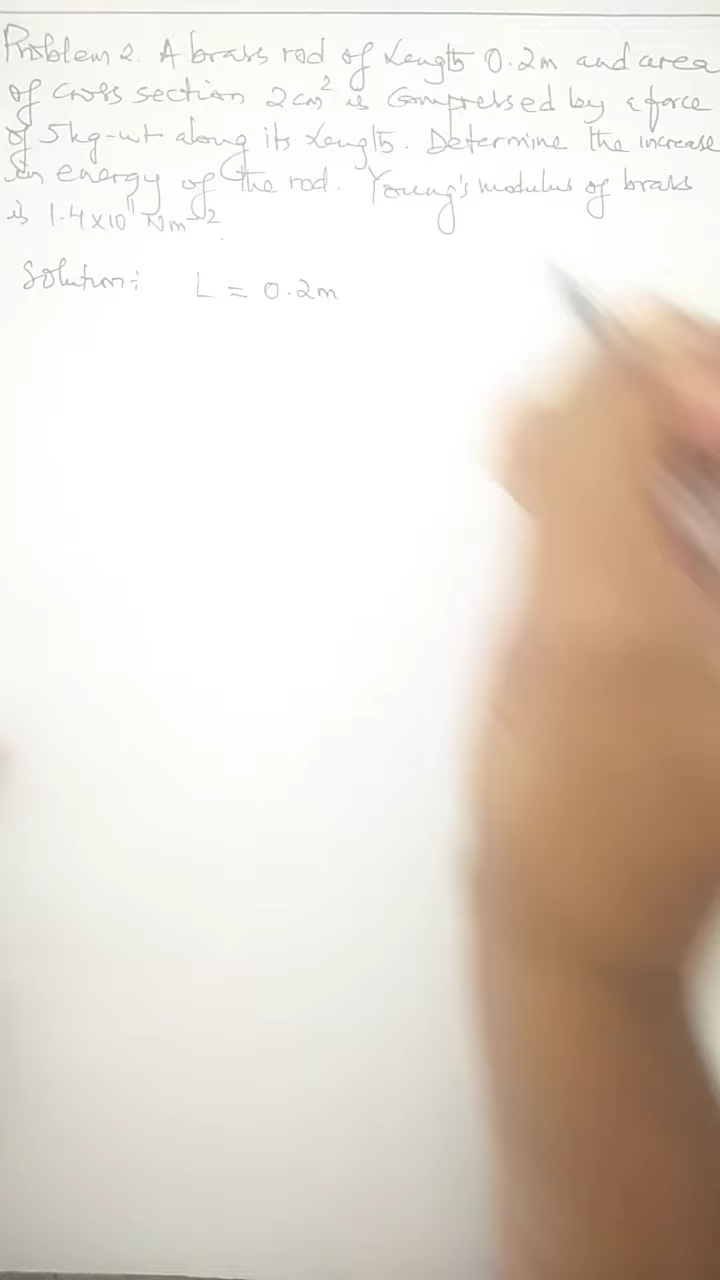 Problem 2. A brass rod of Length 0.2m and area
of cross section 2 cm² is Compressed by a force
of 5kg-wt along its Length. Determine the increase
in energy of the rod. Young's modulus of brass
is 1.4x10¹¹ Nm⁻²
Solution: L = 0.2m